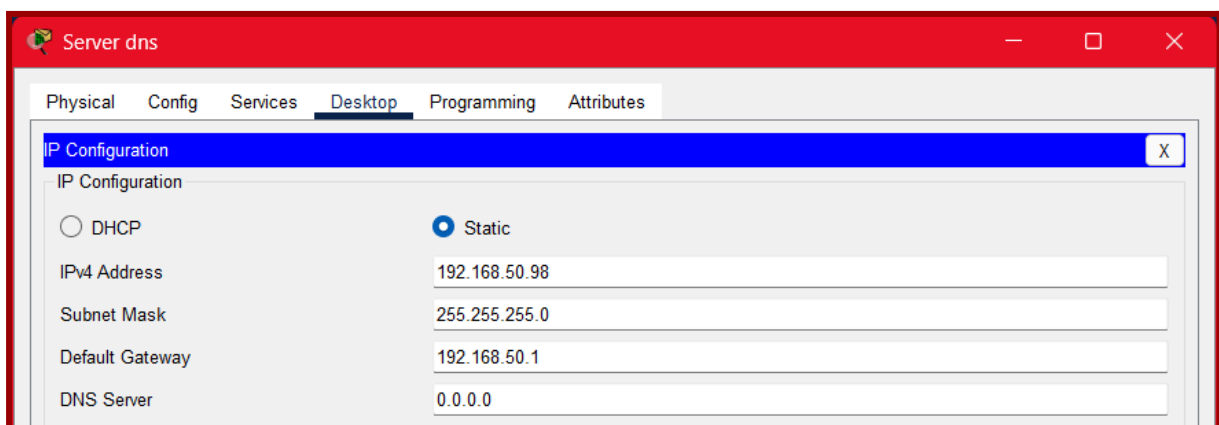 Server dns
Physical Config Services Desktop Programming Attributes
IP Configuration X
IP Configuration
DHCP Static
IPv4 Address 192.168.50.98
Subnet Mask 255.255.255.0
Default Gateway 192.168.50.1
DNS Server 0.0.0.0